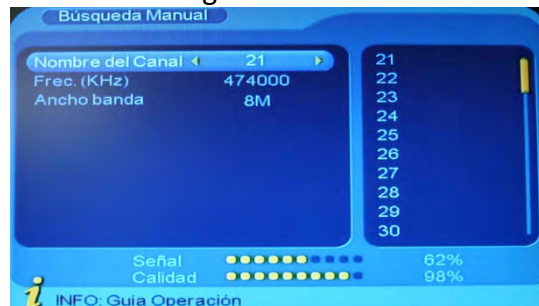 Búsqueda Manual
Nombre del Canal 21
Frec. (KHz) 474000
Ancho banda 8M
21
22
23
24
25
26
27
28
29
30
Señal 62%
Calidad 98%
i INFO: Guia Operación